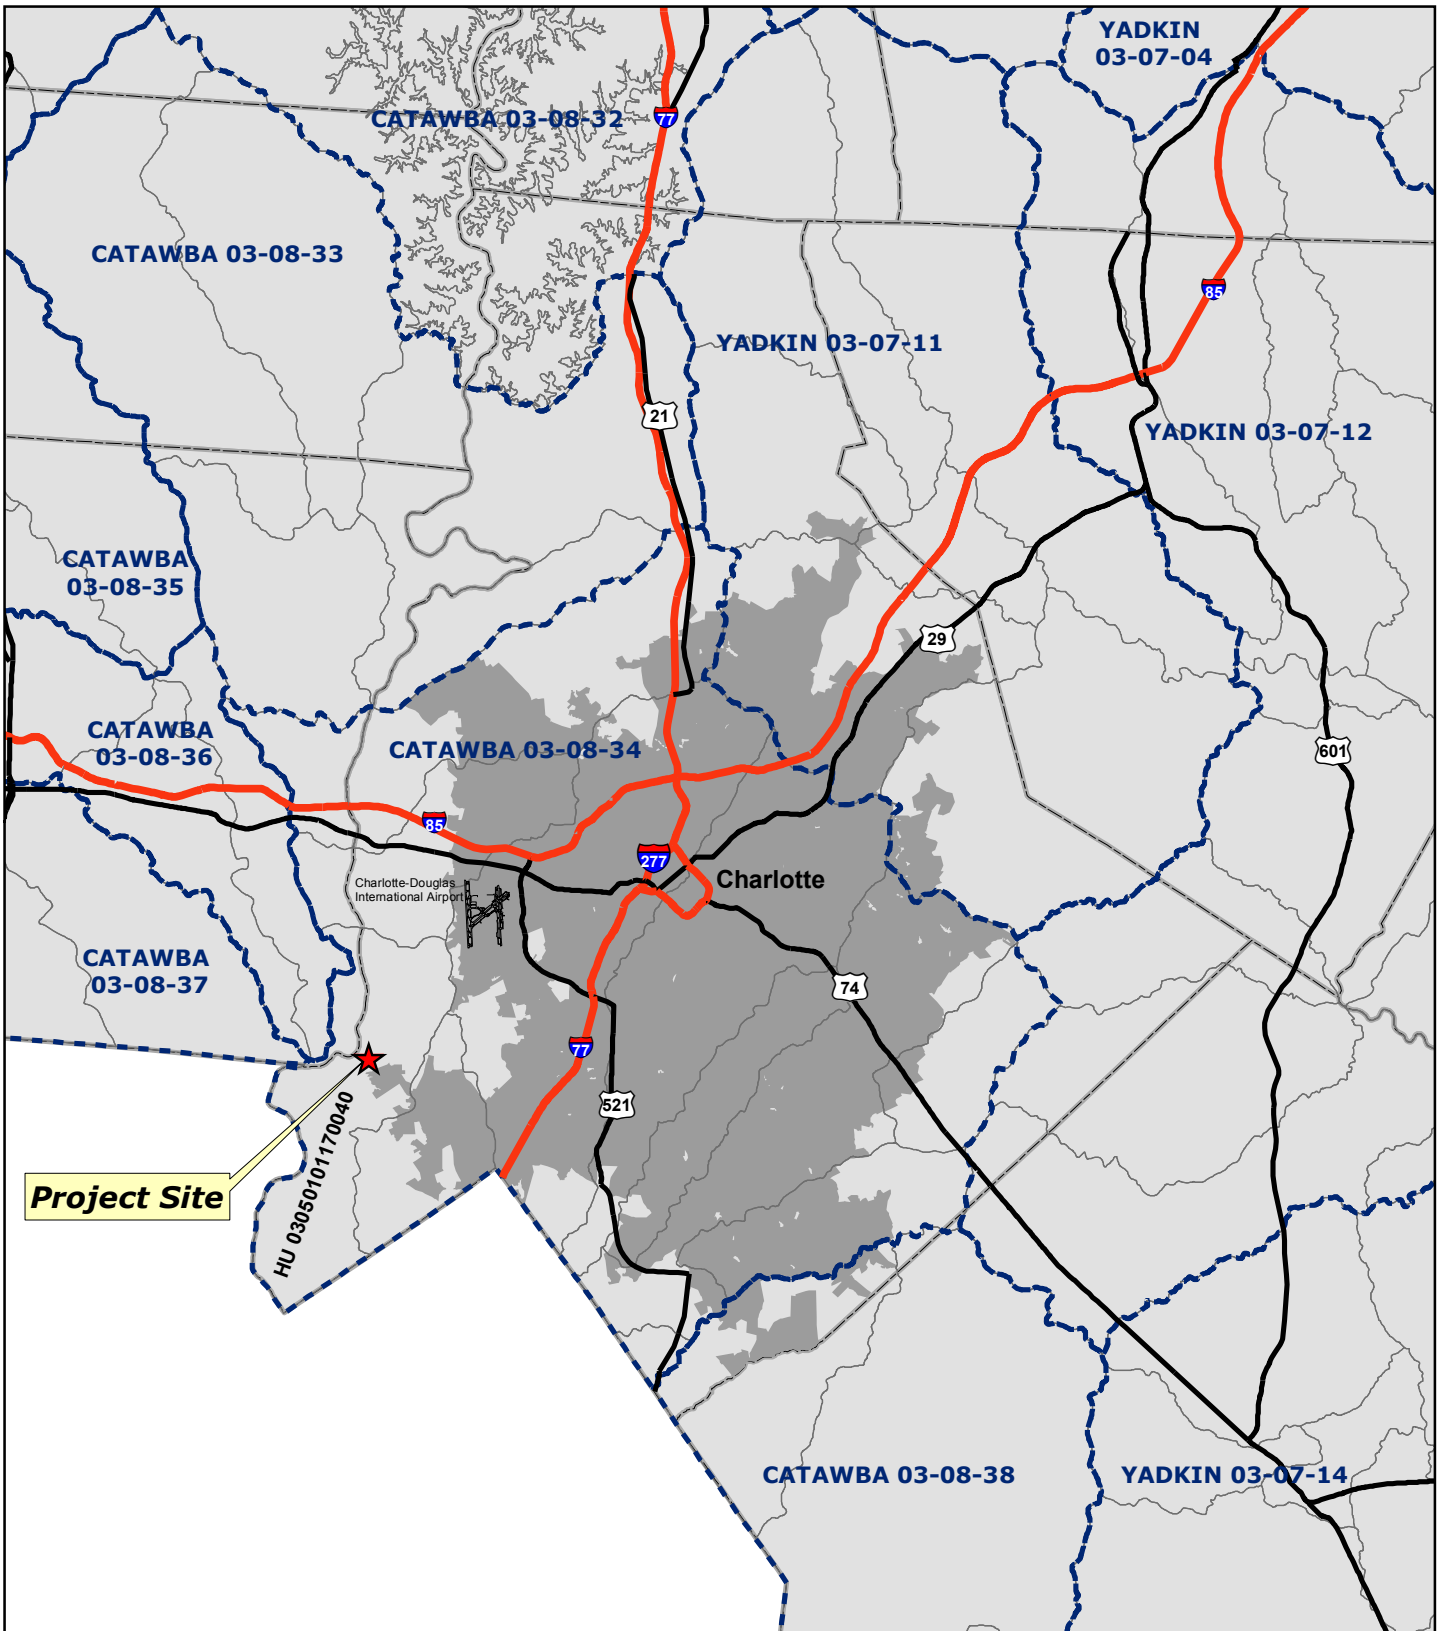 YADKIN
03-07-04
CATAWBA 03-08-32
77
CATAWBA 03-08-33
85
YADKIN 03-07-11
21
YADKIN 03-07-12
CATAWBA
03-08-35
29
CATAWBA
03-08-36
CATAWBA 03-08-34
601
85
277
Charlotte
Charlotte-Douglas
International Airport
CATAWBA
03-08-37
74
77
521
HU 03050101170040
Project Site
CATAWBA 03-08-38
YADKIN 03-07-14